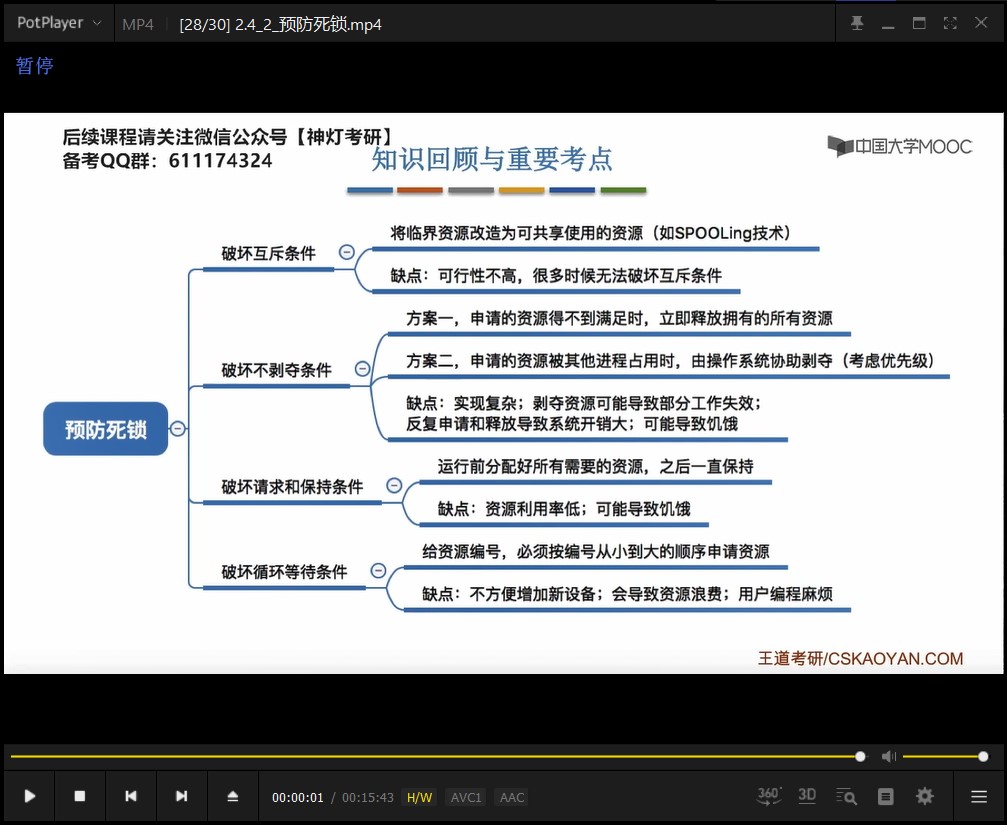 PotPlayer
MP4
[28/30] 2.4_2_预防死锁.mp4
暂停
后续课程请关注微信公众号【神灯考研】
备考QQ群：611174324
知识回顾与重要考点
中国大学MOOC
预防死锁
破坏互斥条件
将临界资源改造为可共享使用的资源（如SPOOLing技术）
缺点：可行性不高，很多时候无法破坏互斥条件
破坏不剥夺条件
方案一，申请的资源得不到满足时，立即释放拥有的所有资源
方案二，申请的资源被其他进程占用时，由操作系统协助剥夺（考虑优先级）
缺点：实现复杂；剥夺资源可能导致部分工作失效；
反复申请和释放导致系统开销大；可能导致饥饿
破坏请求和保持条件
运行前分配好所有需要的资源，之后一直保持
缺点：资源利用率低；可能导致饥饿
破坏循环等待条件
给资源编号，必须按编号从小到大的顺序申请资源
缺点：不方便增加新设备；会导致资源浪费；用户编程麻烦
王道考研/CSKAOYAN.COM
00:00:01 / 00:15:43 H/W AVC1 AAC
360° 3D